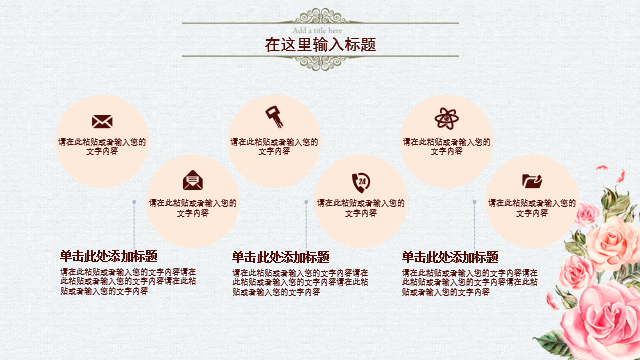 Add a title here
在这里输入标题
请在此粘贴或者输入您的
文字内容
请在此粘贴或者输入您的
文字内容
请在此粘贴或者输入您的
文字内容
请在此粘贴或者输入您的
文字内容
24
请在此粘贴或者输入您的
文字内容
请在此粘贴或者输入您的
文字内容
单击此处添加标题
请在此粘贴或者输入您的文字内容请在
此粘贴或者输入您的文字内容请在此粘
贴或者输入您的文字内容
单击此处添加标题
请在此粘贴或者输入您的文字内容请在
此粘贴或者输入您的文字内容请在此粘
贴或者输入您的文字内容
单击此处添加标题
请在此粘贴或者输入您的文字内容请在
此粘贴或者输入您的文字内容请在此粘
贴或者输入您的文字内容